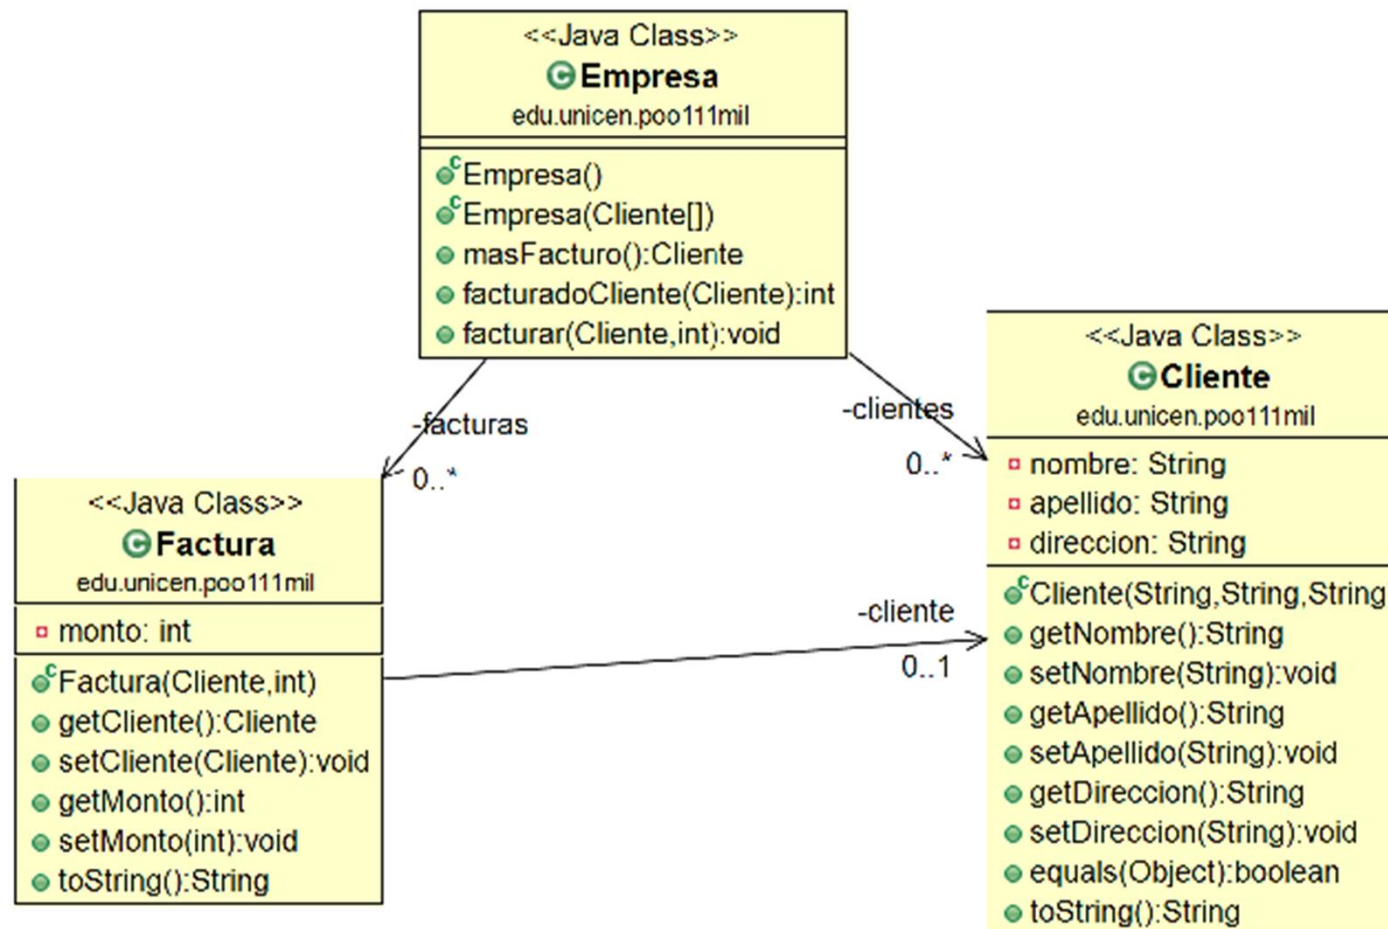 <<Java Class>>
C Empresa
edu.unicen.poo111mil
c Empresa()
c Empresa(Cliente[])
masFacturo():Cliente
facturadoCliente(Cliente):int
facturar(Cliente,int):void
-facturas
0..*
-clientes
0..*
<<Java Class>>
C Factura
edu.unicen.poo111mil
monto: int
c Factura(Cliente,int)
getCliente():Cliente
setCliente(Cliente):void
getMonto():int
setMonto(int):void
toString():String
-cliente
0..1
<<Java Class>>
C Cliente
edu.unicen.poo111mil
nombre: String
apellido: String
direccion: String
c Cliente(String,String,String
getNombre():String
setNombre(String):void
getApellido():String
setApellido(String):void
getDireccion():String
setDireccion(String):void
equals(Object):boolean
toString():String